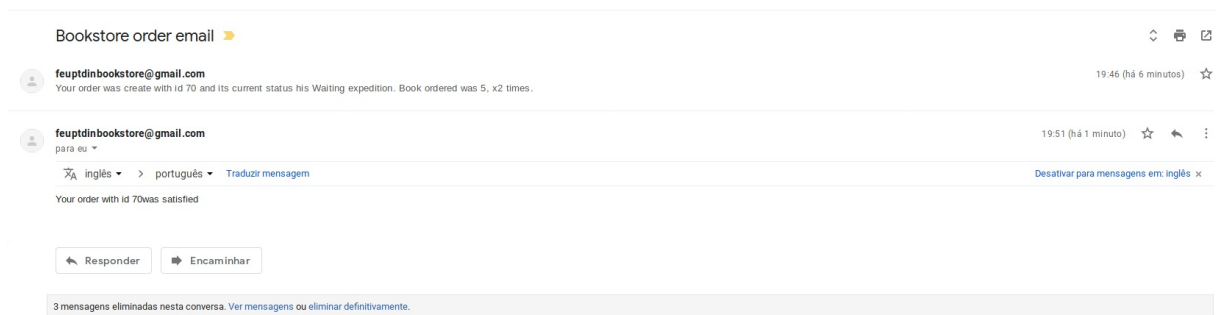 Bookstore order email
feuptdinbookstore@gmail.com
19:46 (há 6 minutos)
Your order was create with id 70 and its current status his Waiting expedition. Book ordered was 5, x2 times.
feuptdinbookstore@gmail.com
19:51 (há 1 minuto)
para eu
inglês > português Traduzir mensagem
Desativar para mensagens em: inglês ×
Your order with id 70was satisfied
Responder Encaminhar
3 mensagens eliminadas nesta conversa. Ver mensagens ou eliminar definitivamente.